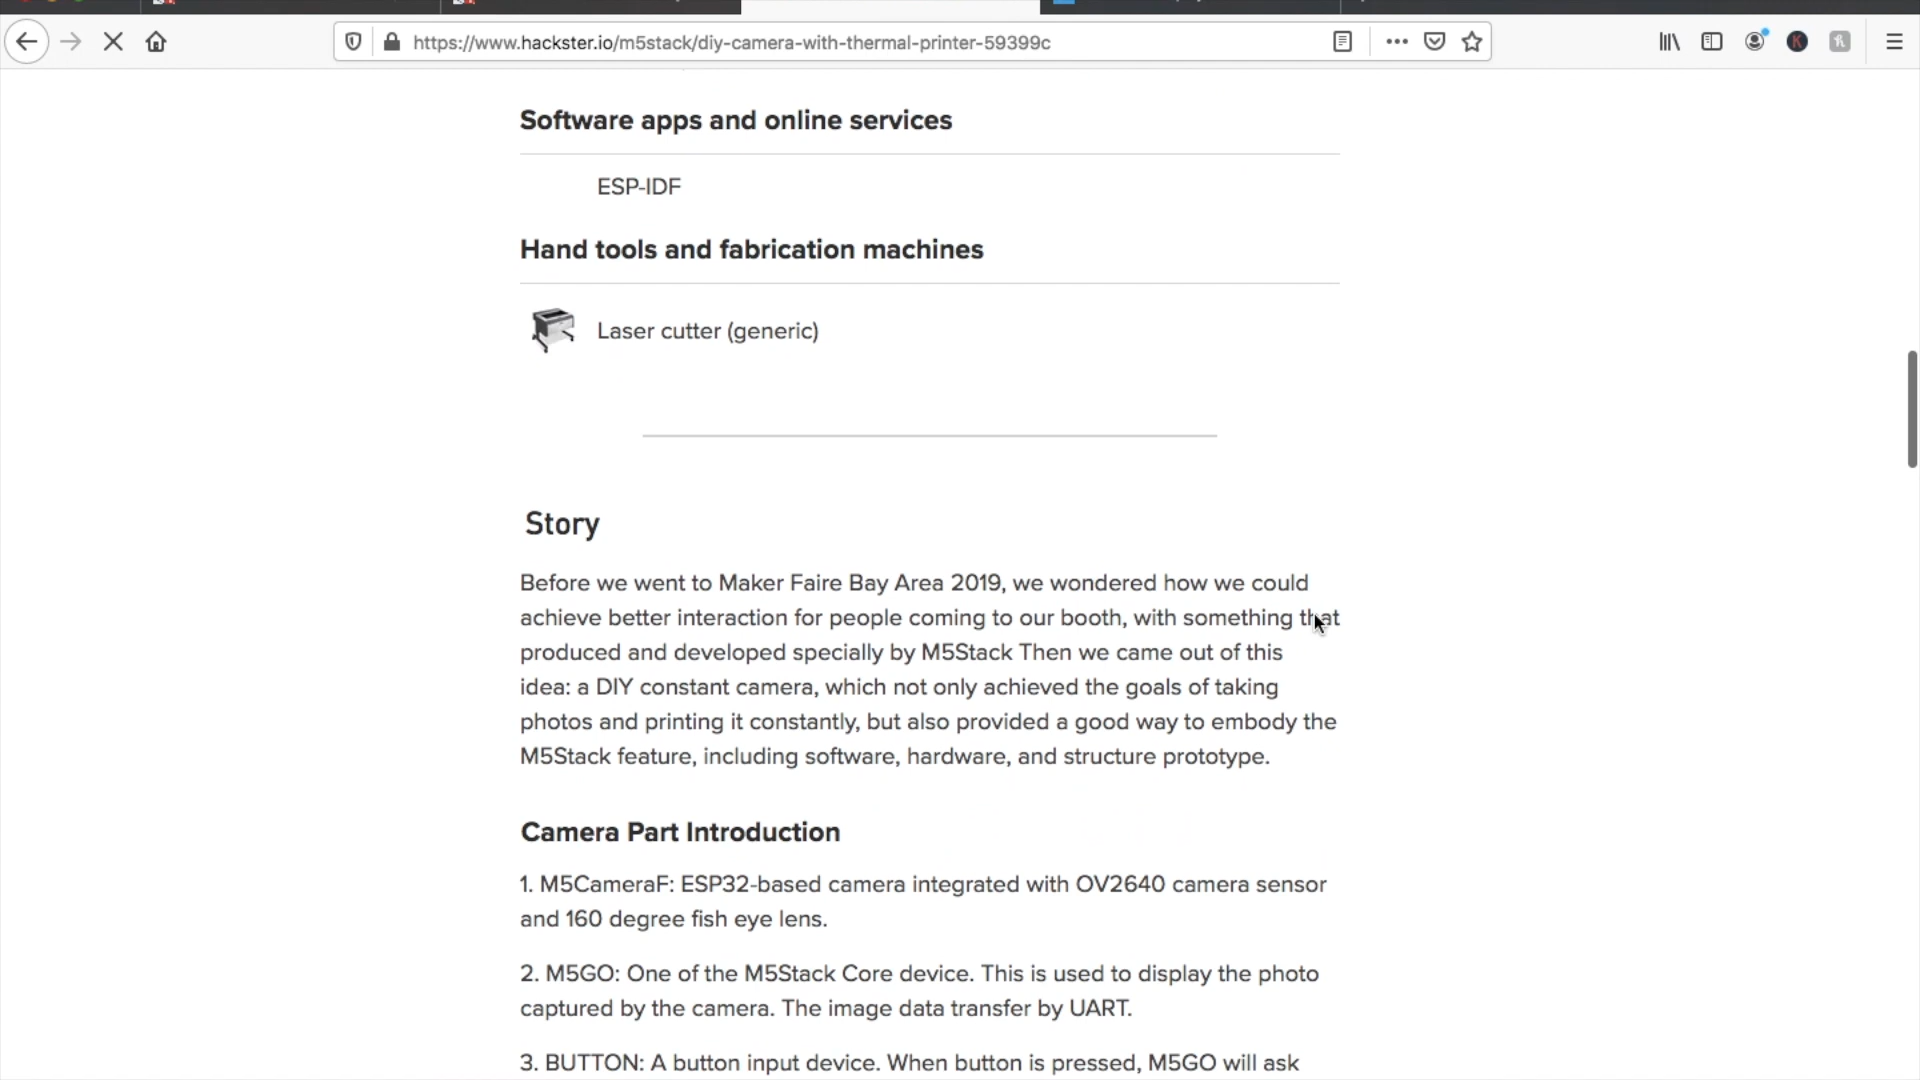 https://www.hackster.io/m5stack/diy-camera-with-thermal-printer-59399c
Software apps and online services
ESP-IDF
Hand tools and fabrication machines
Laser cutter (generic)
Story
Before we went to Maker Faire Bay Area 2019, we wondered how we could
achieve better interaction for people coming to our booth, with something that
produced and developed specially by M5Stack Then we came out of this
idea: a DIY constant camera, which not only achieved the goals of taking
photos and printing it constantly, but also provided a good way to embody the
M5Stack feature, including software, hardware, and structure prototype.
Camera Part Introduction
1. M5CameraF: ESP32-based camera integrated with OV2640 camera sensor
and 160 degree fish eye lens.
2. M5GO: One of the M5Stack Core device. This is used to display the photo
captured by the camera. The image data transfer by UART.
3. BUTTON: A button input device. When button is pressed, M5GO will ask